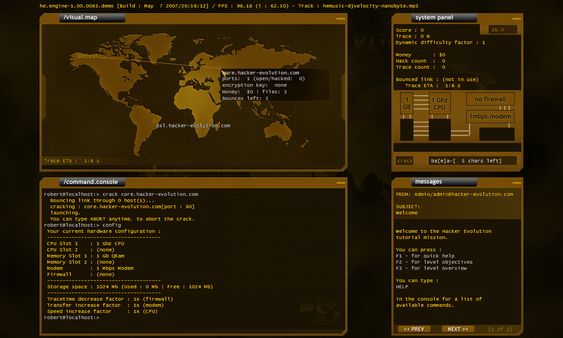 he.engine-1.00.0083.demo [Build : May  7 2007/20:58:12] / FPS : 98.18 (i : 62.50) - Track : hemusic-djvelocity-nanobyte.mp3
/visual.map
core.hacker-evolution.com
ports:  1 (open/hacked:  0)
encryption key:  none
money:  $0 | files: 3
bounces left: 3
ssl.hacker-evolution.com
Trace ETA :  1:6 s
system panel
Score : 0
Trace : 0 %
Dynamic difficulty factor : 1
Money       : $0
Hack count  : 0
Trace count : 0
Bounced link : (not in use)
Trace ETA :  1:6 s
16.0
1
GB
1 Ghz
CPU
no firewall
1mbps modem
Crack
ba[e]a-[  5 chars left]
/command.console
robert@localhost:> crack core.hacker-evolution.com
Bouncing link through 0 host(s)...
cracking : core.hacker-evolution.com[port : 80]
launching.
You can type ABORT anytime, to abort the crack.
robert@localhost:> config
Your current hardware configuration :
------------------------------------
CPU Slot 1    : 1 Ghz CPU
CPU Slot 2    : (none)
Memory Slot 1 : 1 Gb QRam
Memory Slot 2 : (none)
Modem         : 1 Mbps Modem
Firewall      : (none)
------------------------------------
Storage space : 1024 Mb (Used : 0 Mb | Free : 1024 Mb)
------------------------------------
Tracetime decrease factor : 1x (firewall)
Transfer increase factor  : 1x (modem)
Speed increase factor     : 1x (CPU)
robert@localhost:>
messages
FROM: Admin/admin@hacker-evolution.com
SUBJECT:
Welcome
Welcome to the Hacker Evolution
tutorial mission.
You can press :
F1 - for quick help
F2 - for level objectives
F3 - for level overview
You can type :
HELP
in the console for a list of
available commands.
<< PREV
NEXT >>
[1 of 1]